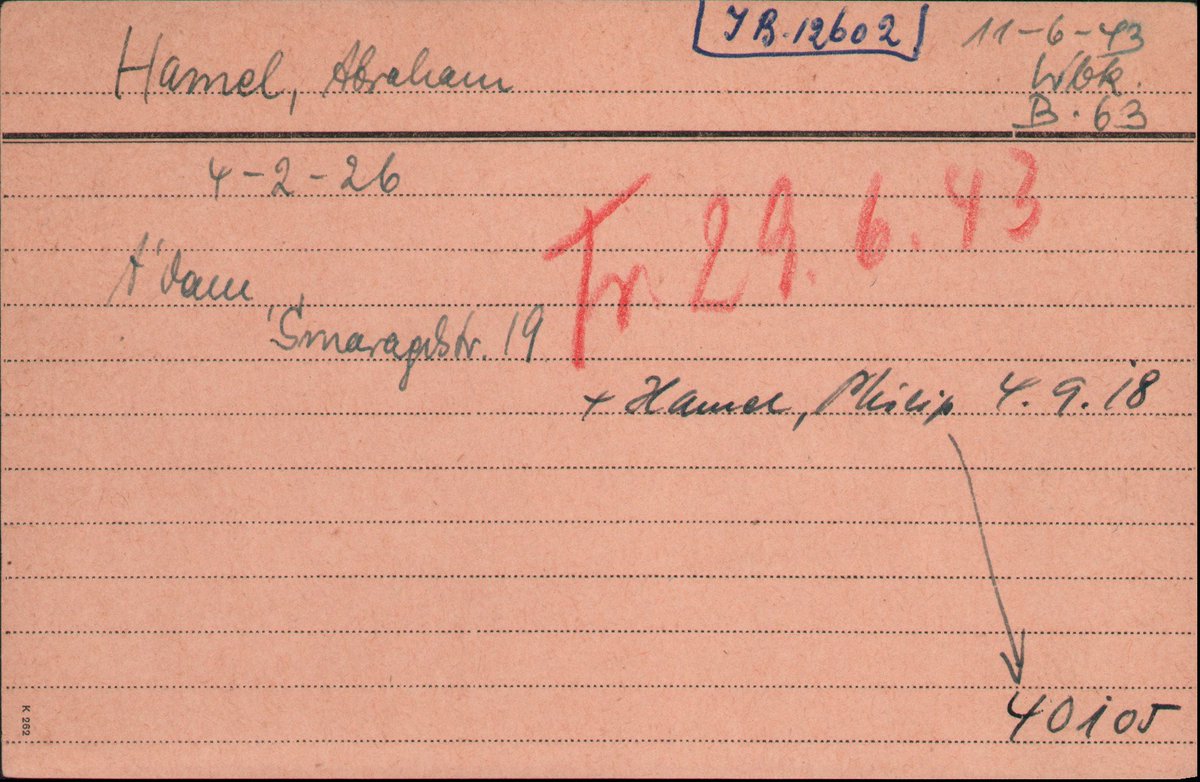 JB.12602
11-6-43
Hamel, Abraham
Wbk.
B. 63
4-2-26
Tr. 29. 6. 43
A'dam,
Smaragdstr. 19
+ Hamel, Philip 4.9.18
40105
K 262